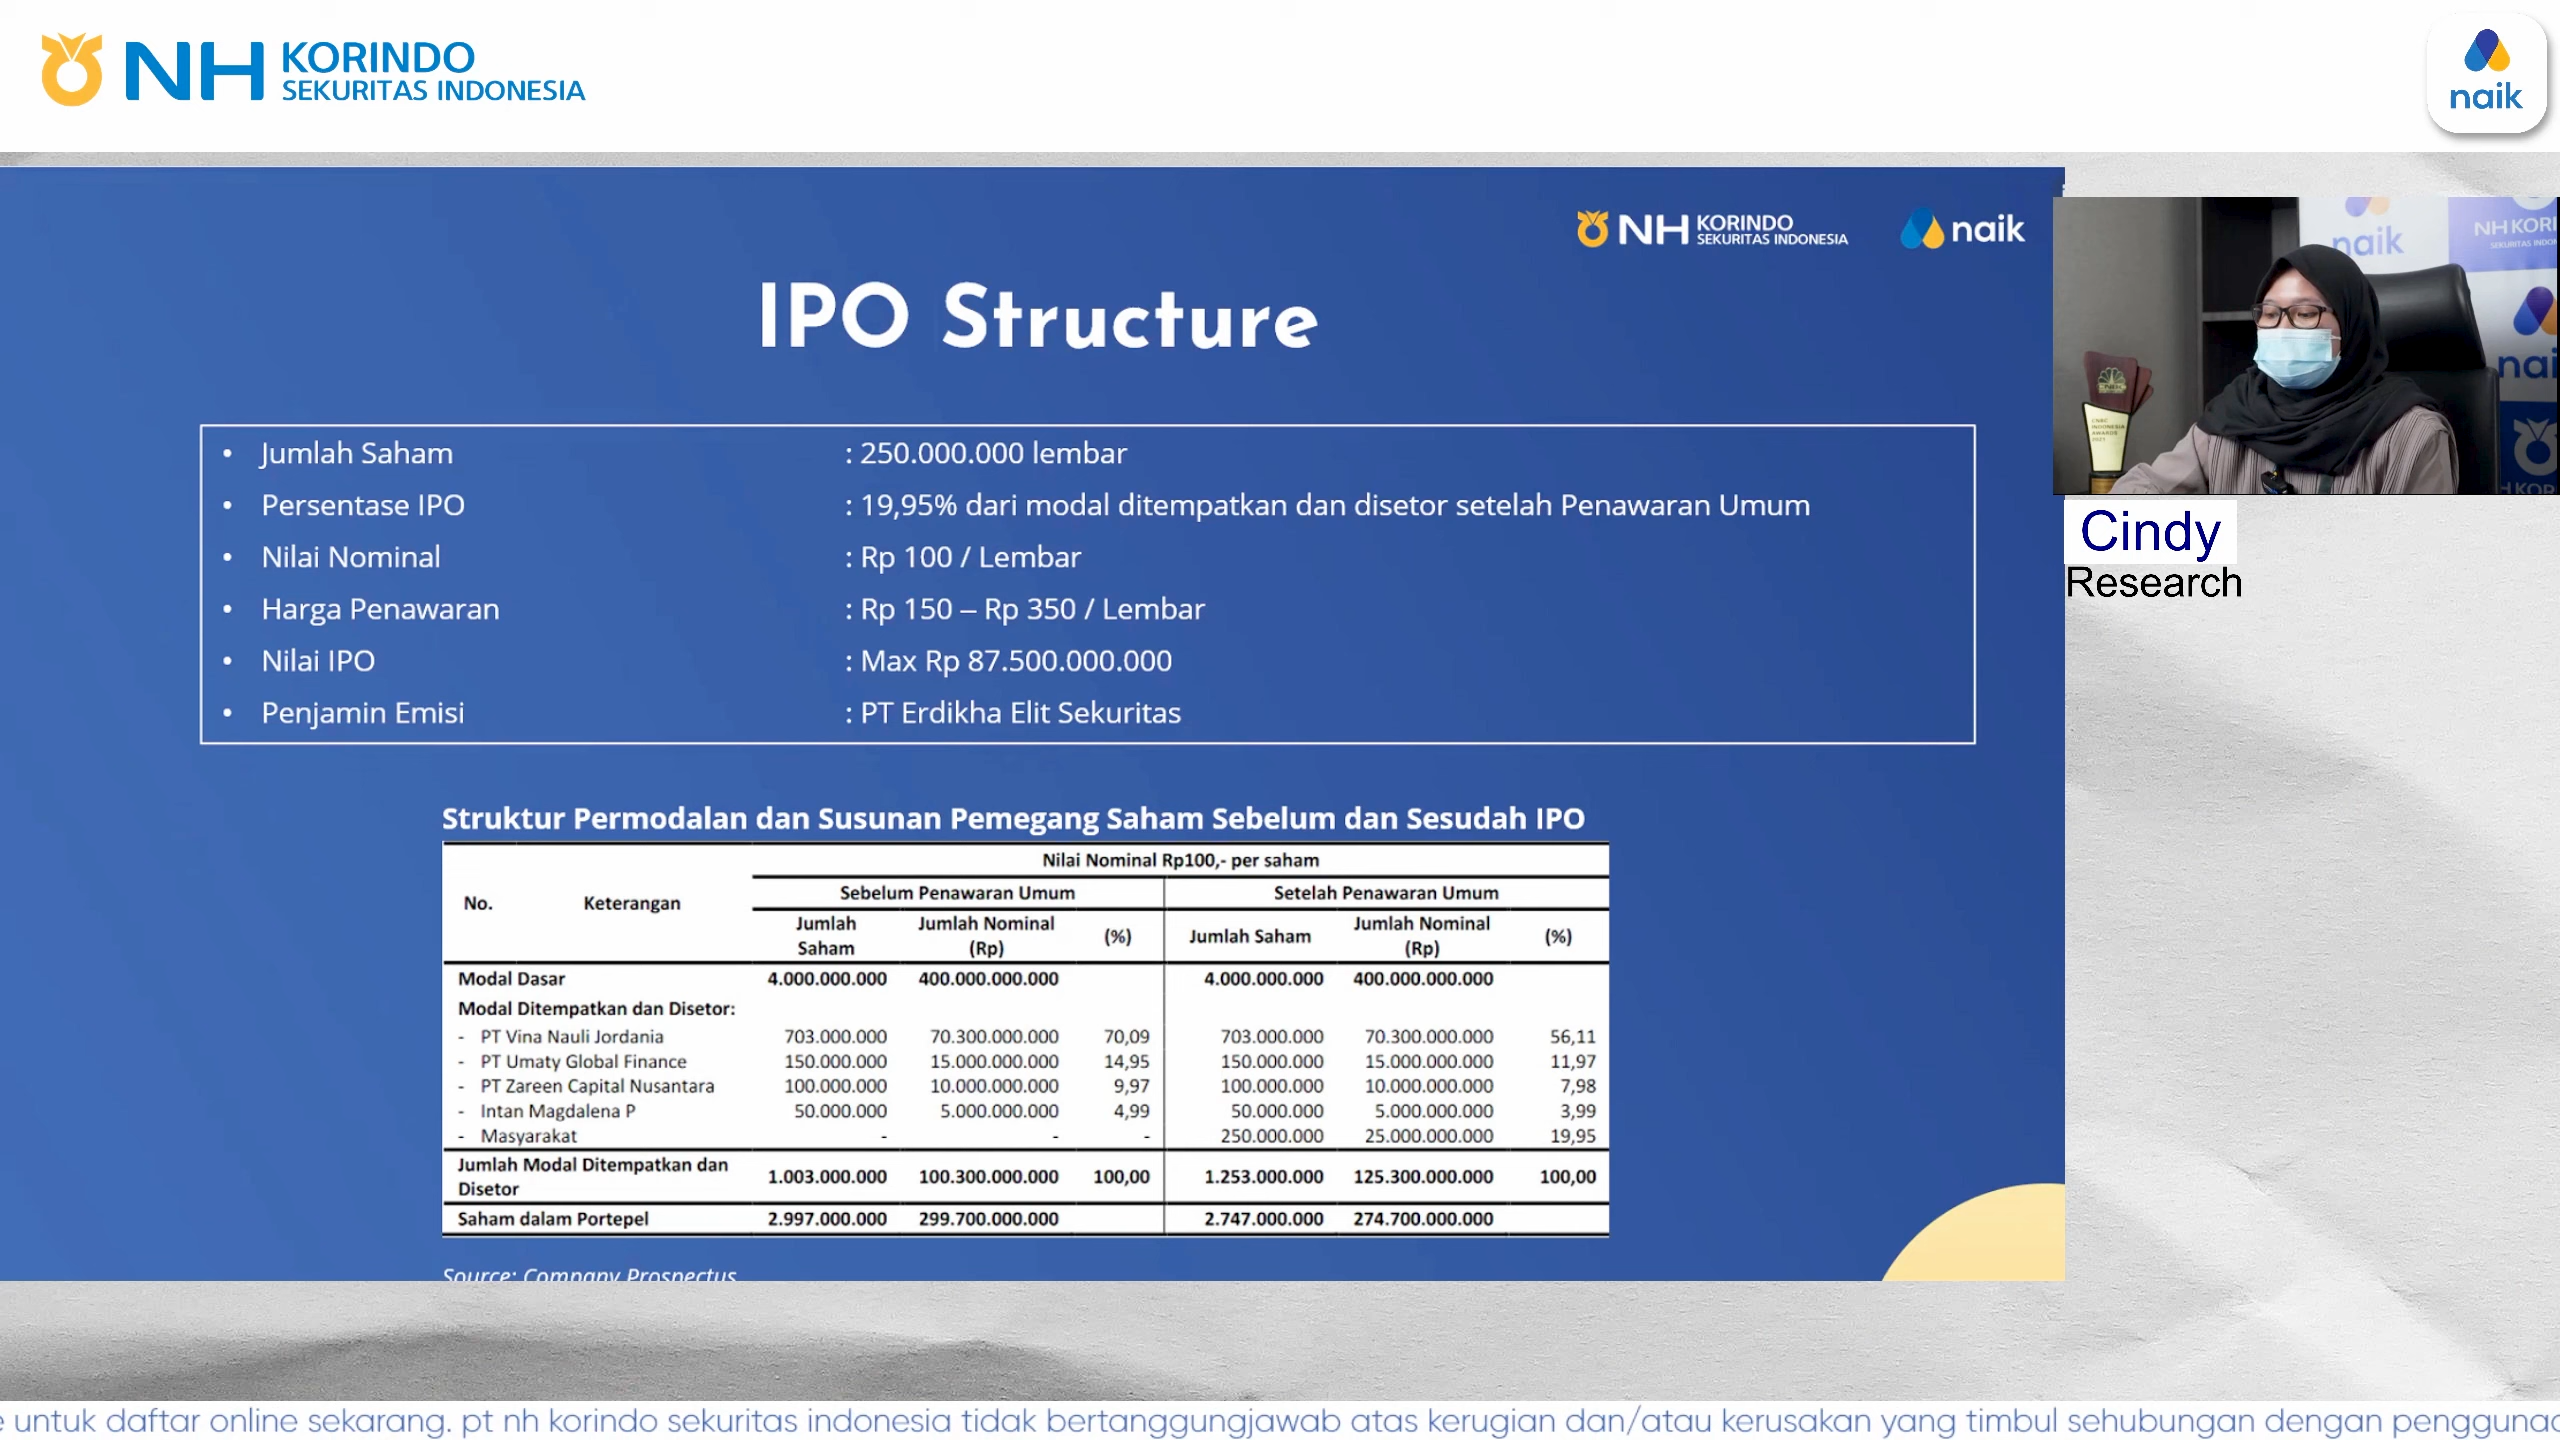 NH KORINDO
SEKURITAS INDONESIA
naik
NH KORINDO
SEKURITAS INDONESIA
naik
IPO Structure
• Jumlah Saham : 250.000.000 lembar
• Persentase IPO : 19,95% dari modal ditempatkan dan disetor setelah Penawaran Umum
• Nilai Nominal : Rp 100 / Lembar
• Harga Penawaran : Rp 150 – Rp 350 / Lembar
• Nilai IPO : Max Rp 87.500.000.000
• Penjamin Emisi : PT Erdikha Elit Sekuritas
naik
NH KORI
nai
Cindy
Research
Struktur Permodalan dan Susunan Pemegang Saham Sebelum dan Sesudah IPO
Nilai Nominal Rp100,- per saham
No. Keterangan Sebelum Penawaran Umum Setelah Penawaran Umum
Jumlah Saham Jumlah Nominal (Rp) (%) Jumlah Saham Jumlah Nominal (Rp) (%)
Modal Dasar 4.000.000.000 400.000.000.000 4.000.000.000 400.000.000.000
Modal Ditempatkan dan Disetor:
- PT Vina Nauli Jordania 703.000.000 70.300.000.000 70,09 703.000.000 70.300.000.000 56,11
- PT Umaty Global Finance 150.000.000 15.000.000.000 14,95 150.000.000 15.000.000.000 11,97
- PT Zareen Capital Nusantara 100.000.000 10.000.000.000 9,97 100.000.000 10.000.000.000 7,98
- Intan Magdalena P 50.000.000 5.000.000.000 4,99 50.000.000 5.000.000.000 3,99
- Masyarakat - - - 250.000.000 25.000.000.000 19,95
Jumlah Modal Ditempatkan dan Disetor 1.003.000.000 100.300.000.000 100,00 1.253.000.000 125.300.000.000 100,00
Saham dalam Portepel 2.997.000.000 299.700.000.000 2.747.000.000 274.700.000.000
Source: Company Prospectus
untuk daftar online sekarang. pt nh korindo sekuritas indonesia tidak bertanggungjawab atas kerugian dan/atau kerusakan yang timbul sehubungan dengan penggunaa